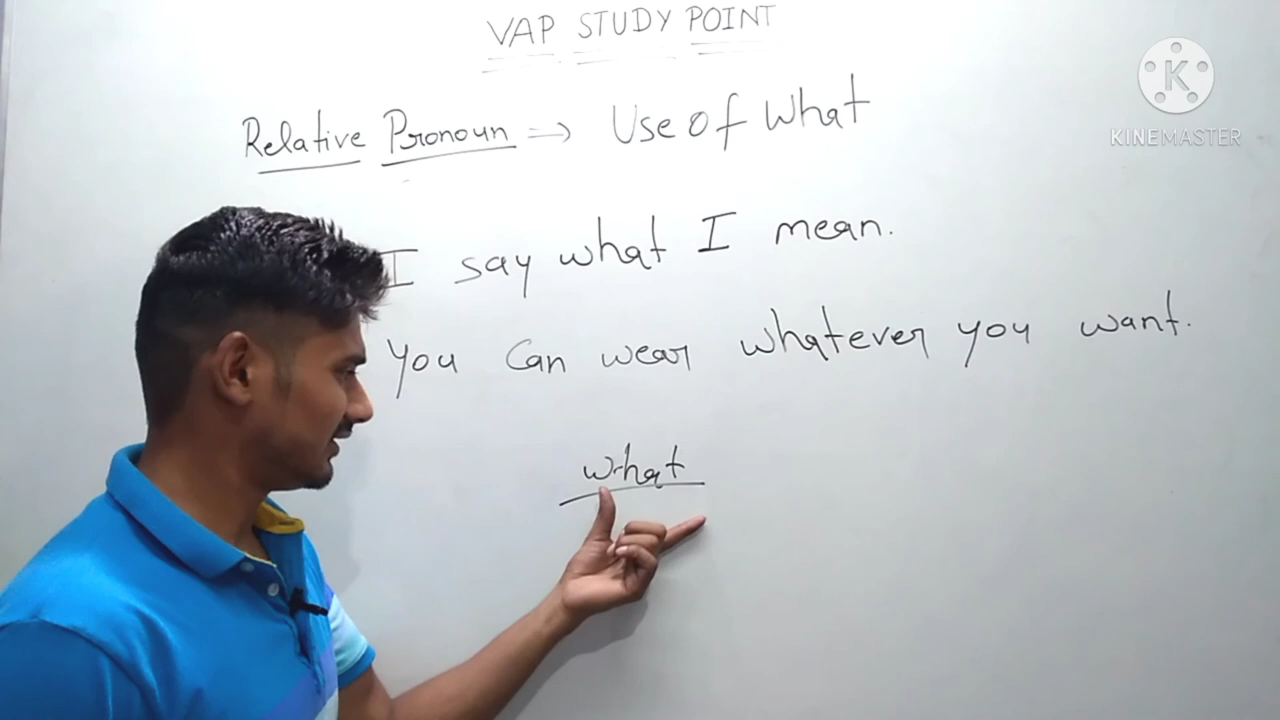 VAP STUDY POINT
Relative Pronoun => Use of What
I say what I mean.
You can wear whatever you want.
what
K
KINEMASTER